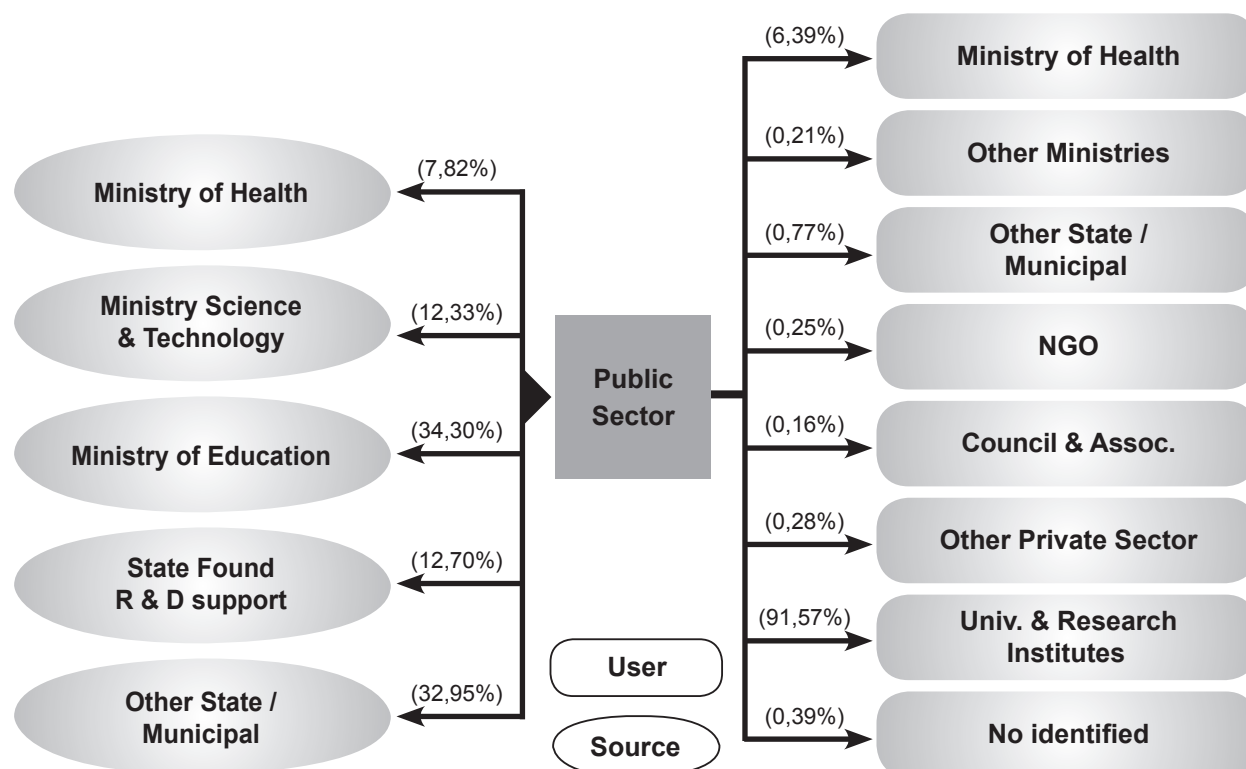 (7,82%)
Ministry of Health
Ministry Science
& Technology
(12,33%)
(34,30%)
Ministry of Education
State Found
R & D support
(12,70%)
Other State /
Municipal
(32,95%)
Public
Sector
User
Source
(6,39%)
Ministry of Health
(0,21%)
Other Ministries
(0,77%)
Other State /
Municipal
(0,25%)
NGO
(0,16%)
Council & Assoc.
(0,28%)
Other Private Sector
(91,57%)
Univ. & Research
Institutes
(0,39%)
No identified